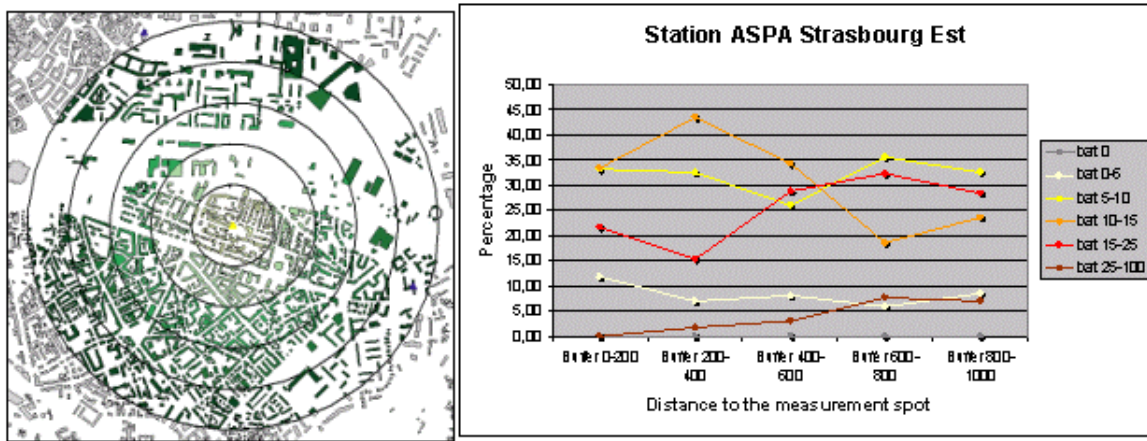 Station ASPA Strasbourg Est
Percentage
50,00
45,00
40,00
35,00
30,00
25,00
20,00
15,00
10,00
5,00
0,00
Buffer 0-200
Buffer 200-
400
Buffer 400-
600
Buffer 600-
800
Buffer 800-
1000
Distance to the measurement spot
bat 0
bat 0-5
bat 5-10
bat 10-15
bat 15-25
bat 25-100